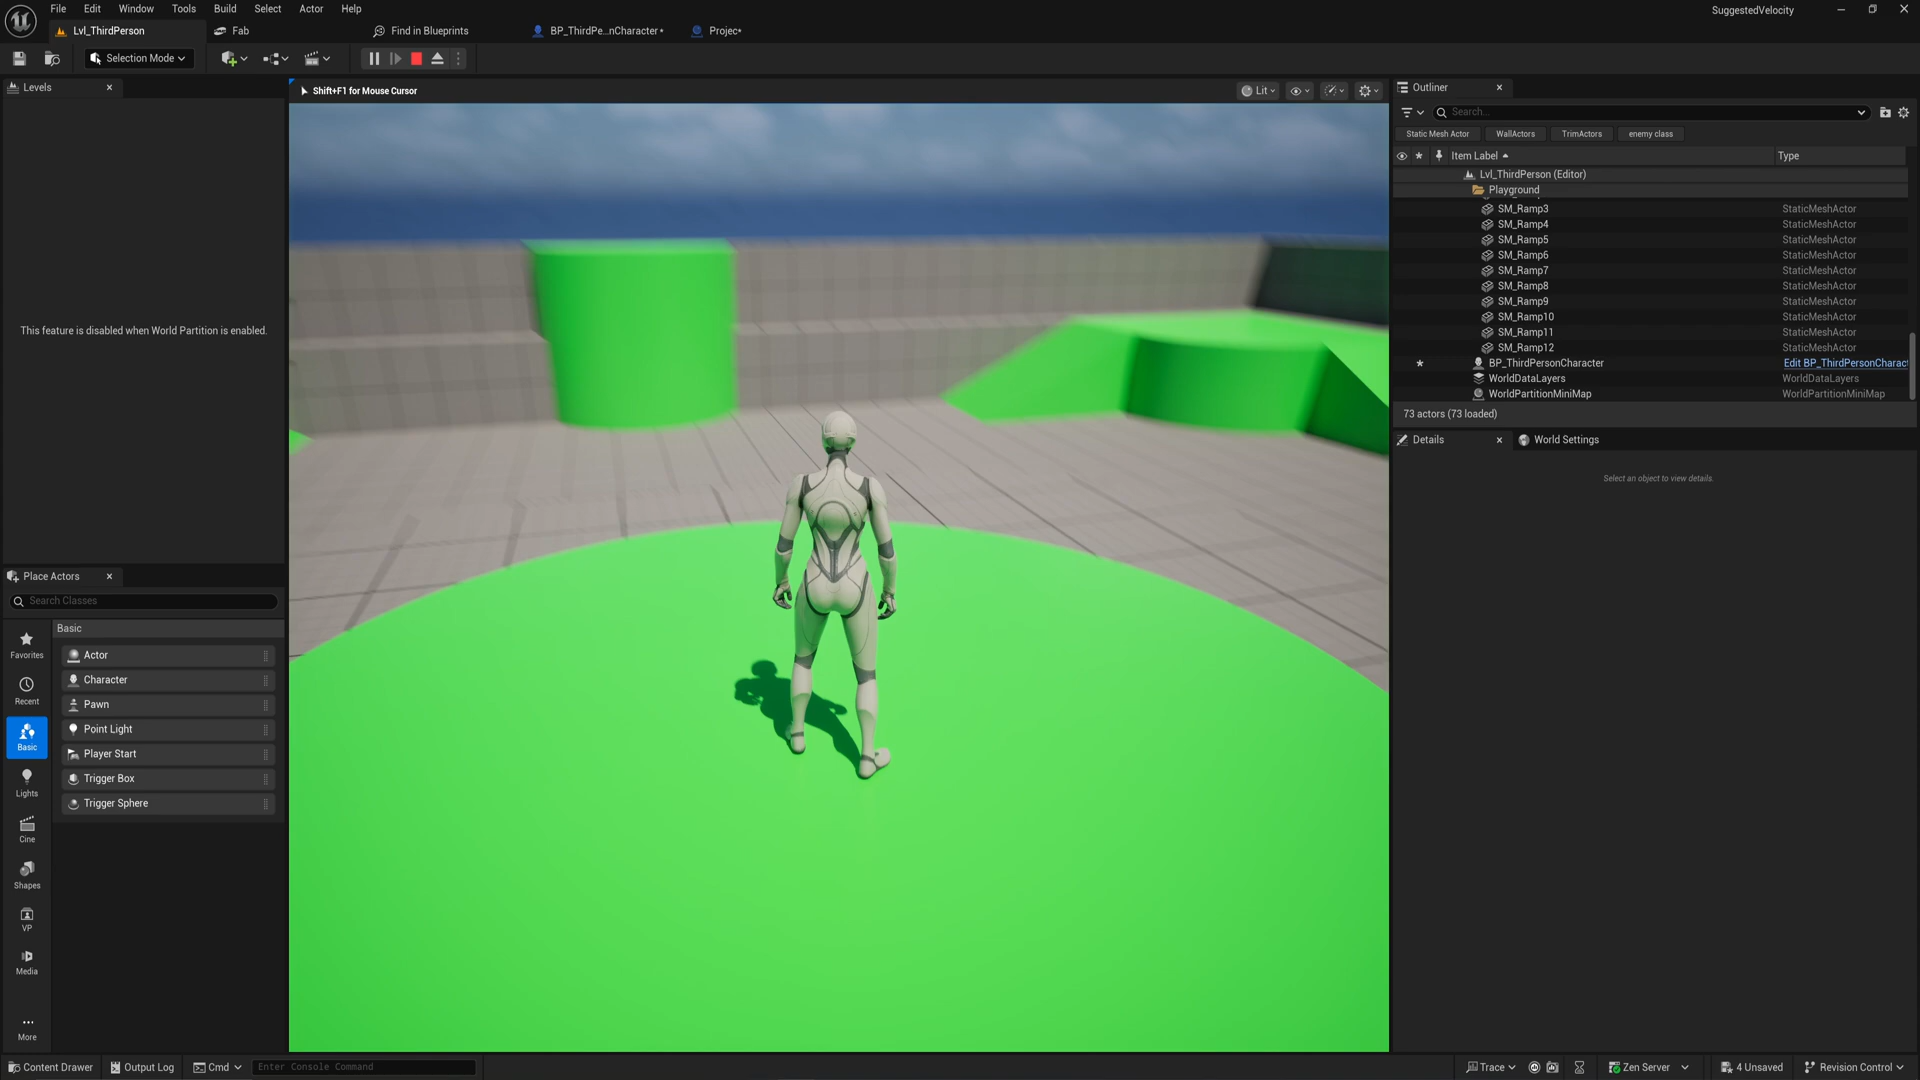 File Edit Window Tools Build Select Actor Help
SuggestedVelocity
Lvl_ThirdPerson
Fab
Find in Blueprints
BP_ThirdPe...nCharacter*
Projec*
Selection Mode
Levels
Shift+F1 for Mouse Cursor
Lit
Outliner
Search...
Static Mesh Actor
WallActors
TrimActors
enemy class
Item Label
Type
Lvl_ThirdPerson (Editor)
Playground
SM_Ramp3 StaticMeshActor
SM_Ramp4 StaticMeshActor
SM_Ramp5 StaticMeshActor
SM_Ramp6 StaticMeshActor
SM_Ramp7 StaticMeshActor
SM_Ramp8 StaticMeshActor
SM_Ramp9 StaticMeshActor
SM_Ramp10 StaticMeshActor
SM_Ramp11 StaticMeshActor
SM_Ramp12 StaticMeshActor
BP_ThirdPersonCharacter Edit BP_ThirdPersonCharact
WorldDataLayers WorldDataLayers
WorldPartitionMiniMap WorldPartitionMiniMap
73 actors (73 loaded)
Details
World Settings
Select an object to view details.
This feature is disabled when World Partition is enabled.
Place Actors
Search Classes
Favorites
Recent
Basic
Lights
Cine
Shapes
VP
Media
More
Basic
Actor
Character
Pawn
Point Light
Player Start
Trigger Box
Trigger Sphere
Content Drawer
Output Log
Cmd
Enter Console Command
Trace
Zen Server
4 Unsaved
Revision Control